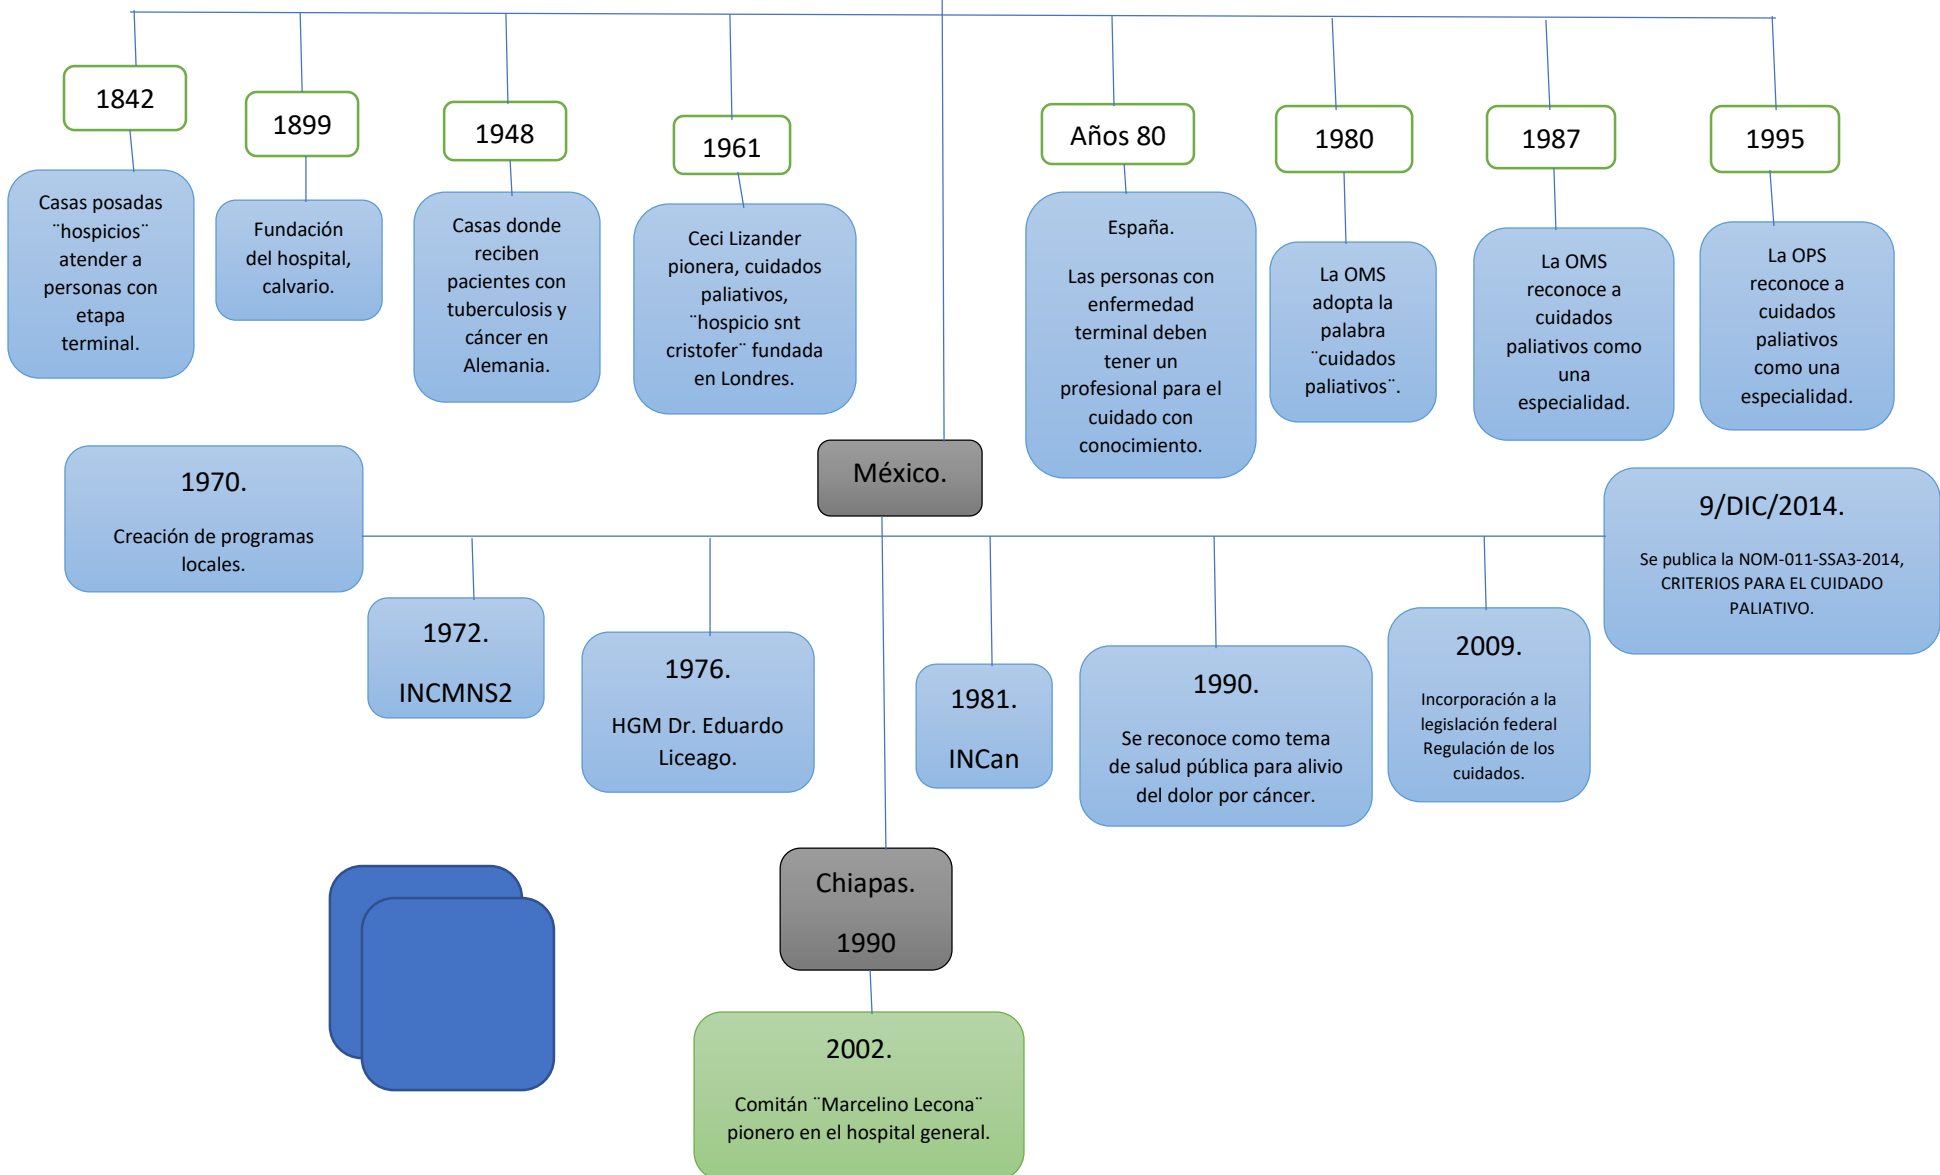 1842
Casas posadas
¨hospicios¨
atender a
personas con
etapa
terminal.
1899
Fundación
del hospital,
calvario.
1948
Casas donde
reciben
pacientes con
tuberculosis y
cáncer en
Alemania.
1961
Ceci Lizander
pionera, cuidados
paliativos,
¨hospicio snt
cristofer¨ fundada
en Londres.
Años 80
España.
Las personas con
enfermedad
terminal deben
tener un
profesional para el
cuidado con
conocimiento.
1980
La OMS
adopta la
palabra
¨cuidados
paliativos¨.
1987
La OMS
reconoce a
cuidados
paliativos como
una
especialidad.
1995
La OPS
reconoce a
cuidados
paliativos
como una
especialidad.
México.
1970.
Creación de programas
locales.
1972.
INCMNS2
1976.
HGM Dr. Eduardo
Liceago.
1981.
INCan
1990.
Se reconoce como tema
de salud pública para alivio
del dolor por cáncer.
2009.
Incorporación a la
legislación federal
Regulación de los
cuidados.
9/DIC/2014.
Se publica la NOM-011-SSA3-2014,
CRITERIOS PARA EL CUIDADO
PALIATIVO.
Chiapas.
1990
2002.
Comitán ¨Marcelino Lecona¨
pionero en el hospital general.